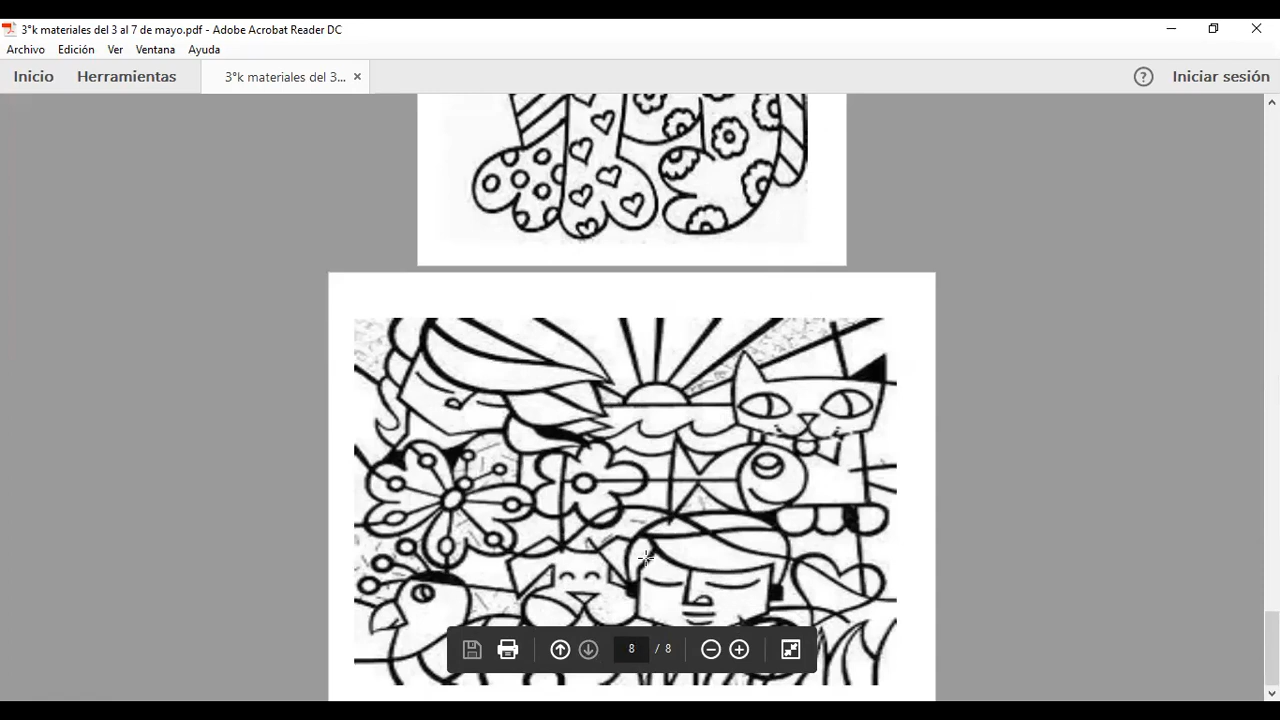 3°k materiales del 3 al 7 de mayo.pdf - Adobe Acrobat Reader DC
Archivo Edición Ver Ventana Ayuda
Inicio Herramientas 3°k materiales del 3... × Iniciar sesión
8 / 8